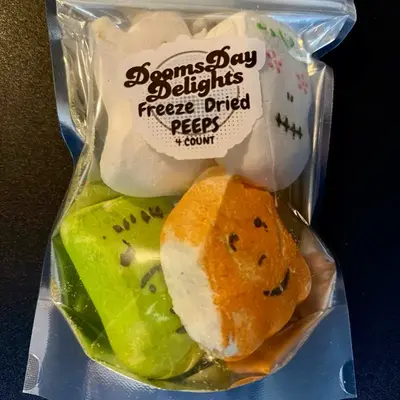 DoomsDay
Delights
Freeze Dried
PEEPS
4 COUNT